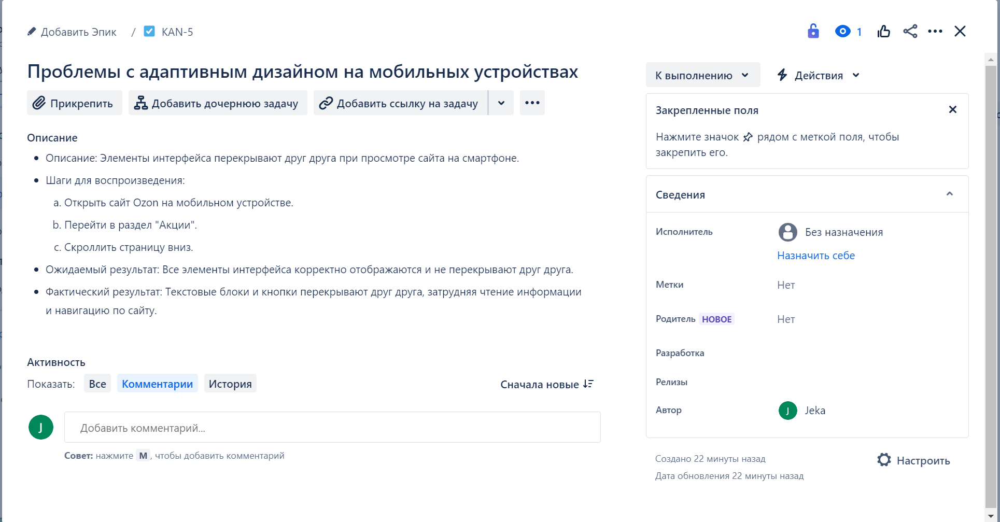 Добавить Эпик / KAN-5
1
Проблемы с адаптивным дизайном на мобильных устройствах
Прикрепить
Добавить дочернюю задачу
Добавить ссылку на задачу
Описание
• Описание: Элементы интерфейса перекрывают друг друга при просмотре сайта на смартфоне.
• Шаги для воспроизведения:
a. Открыть сайт Ozon на мобильном устройстве.
b. Перейти в раздел "Акции".
c. Скроллить страницу вниз.
• Ожидаемый результат: Все элементы интерфейса корректно отображаются и не перекрывают друг друга.
• Фактический результат: Текстовые блоки и кнопки перекрывают друг друга, затрудняя чтение информации
и навигацию по сайту.
Активность
Показать: Все Комментарии История
Сначала новые
J
Добавить комментарий...
Совет: нажмите M, чтобы добавить комментарий
К выполнению
Действия
Закрепленные поля
Нажмите значок рядом с меткой поля, чтобы
закрепить его.
Сведения
Исполнитель Без назначения
Назначить себе
Метки Нет
Родитель НОВОЕ Нет
Разработка
Релизы
Автор J Jeka
Создано 22 минуты назад
Дата обновления 22 минуты назад
Настроить